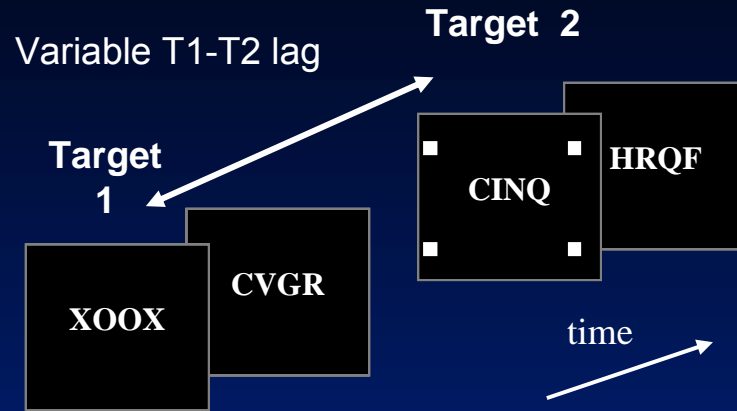 Target 2
Variable T1-T2 lag
Target
1
XOOX
CVGR
CINQ
HRQF
time